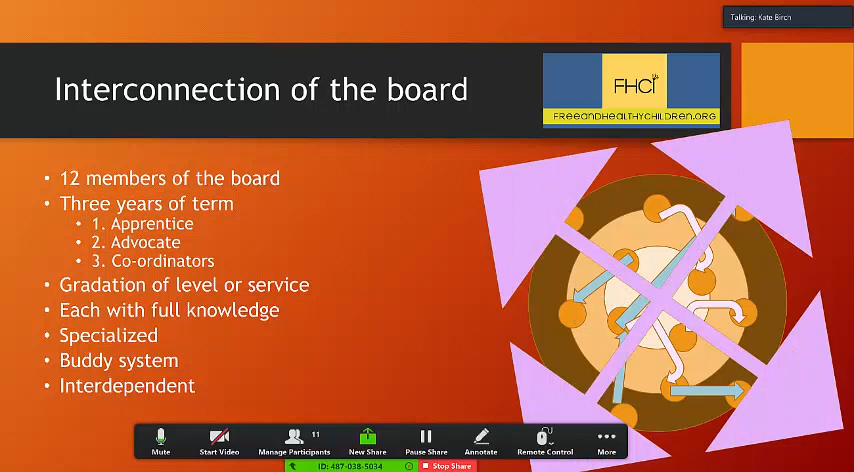 Talking: Kate Birch
Interconnection of the board
FHCi
FREEANDHEALTHYCHILDREN.ORG
• 12 members of the board
• Three years of term
• 1. Apprentice
• 2. Advocate
• 3. Co-ordinators
• Gradation of level or service
• Each with full knowledge
• Specialized
• Buddy system
• Interdependent
11
Mute
Start Video
Manage Participants
New Share
Pause Share
Annotate
Remote Control
More
ID: 487-038-5034
Stop Share